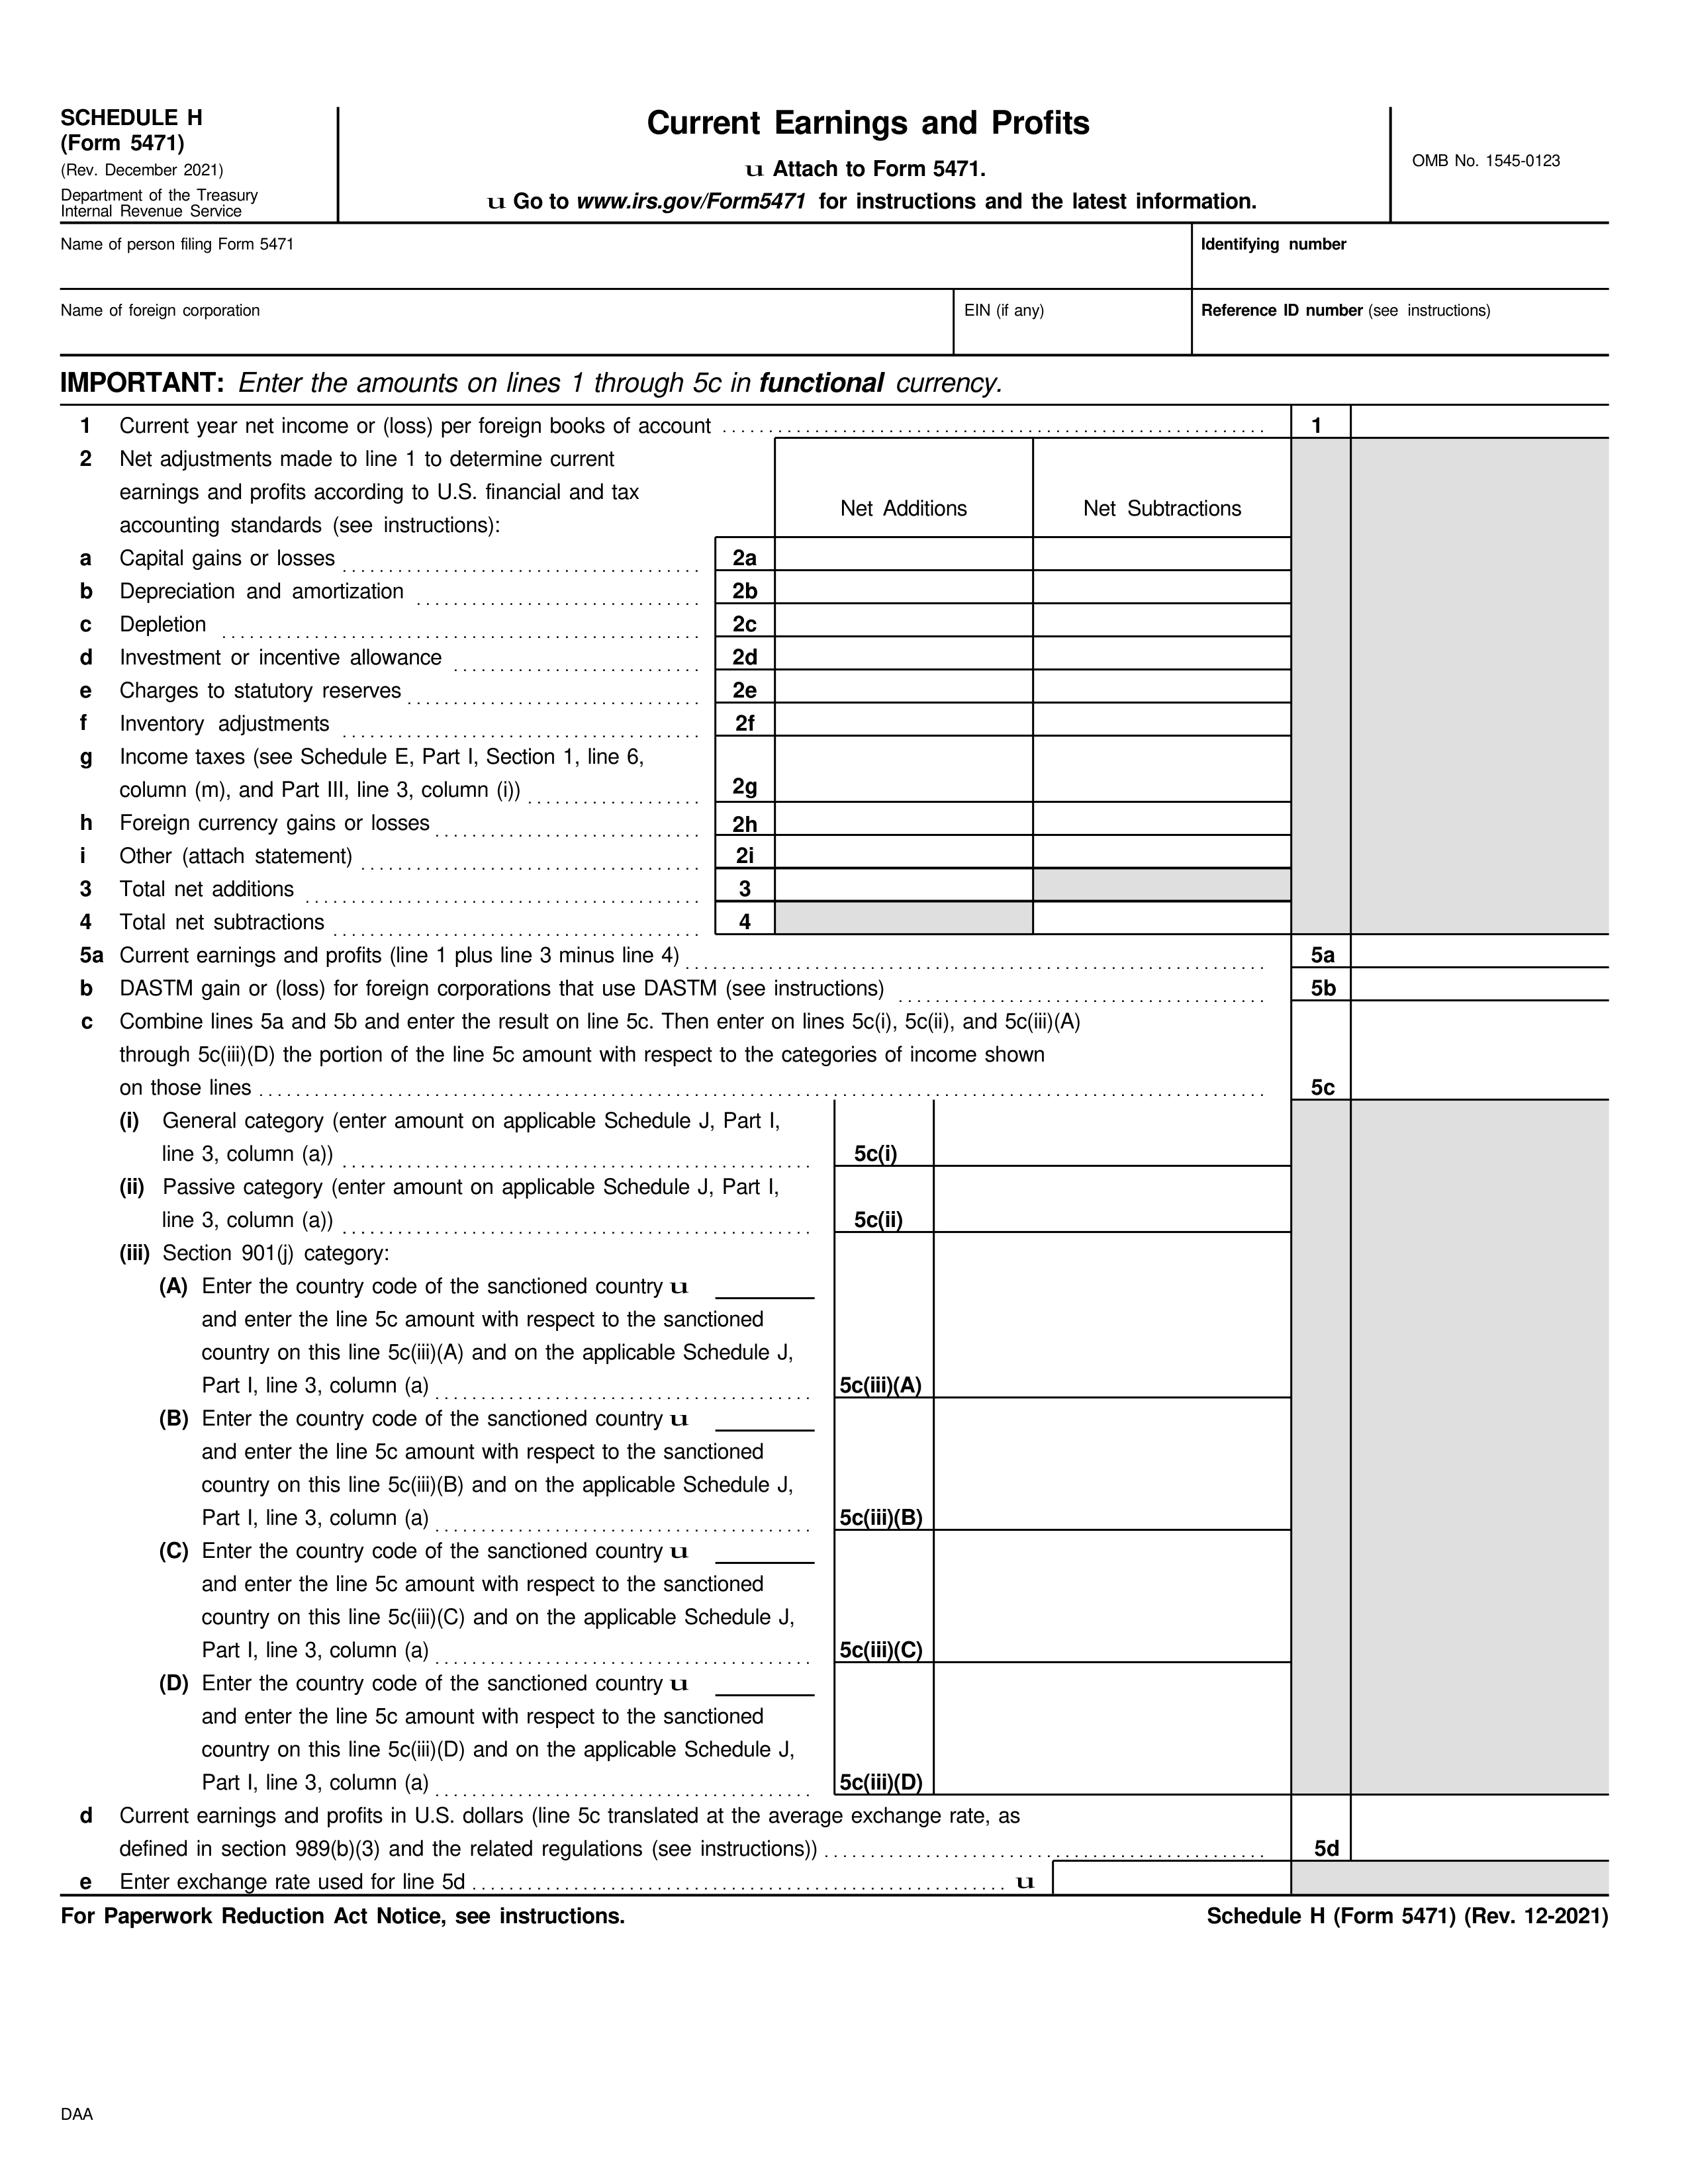 SCHEDULE H
(Form 5471)
(Rev. December 2021)
Department of the Treasury
Internal Revenue Service
Current Earnings and Profits
u Attach to Form 5471.
u Go to www.irs.gov/Form5471 for instructions and the latest information.
OMB No. 1545-0123
Name of person filing Form 5471
Identifying number
Name of foreign corporation
EIN (if any)
Reference ID number (see instructions)
IMPORTANT: Enter the amounts on lines 1 through 5c in functional currency.
1 Current year net income or (loss) per foreign books of account 1
2 Net adjustments made to line 1 to determine current
earnings and profits according to U.S. financial and tax
accounting standards (see instructions):
Net Additions Net Subtractions
a Capital gains or losses 2a
b Depreciation and amortization 2b
c Depletion 2c
d Investment or incentive allowance 2d
e Charges to statutory reserves 2e
f Inventory adjustments 2f
g Income taxes (see Schedule E, Part I, Section 1, line 6,
column (m), and Part III, line 3, column (i)) 2g
h Foreign currency gains or losses 2h
i Other (attach statement) 2i
3 Total net additions 3
4 Total net subtractions 4
5a Current earnings and profits (line 1 plus line 3 minus line 4) 5a
b DASTM gain or (loss) for foreign corporations that use DASTM (see instructions) 5b
c Combine lines 5a and 5b and enter the result on line 5c. Then enter on lines 5c(i), 5c(ii), and 5c(iii)(A)
through 5c(iii)(D) the portion of the line 5c amount with respect to the categories of income shown
on those lines 5c
(i) General category (enter amount on applicable Schedule J, Part I,
line 3, column (a)) 5c(i)
(ii) Passive category (enter amount on applicable Schedule J, Part I,
line 3, column (a)) 5c(ii)
(iii) Section 901(j) category:
(A) Enter the country code of the sanctioned country u
and enter the line 5c amount with respect to the sanctioned
country on this line 5c(iii)(A) and on the applicable Schedule J,
Part I, line 3, column (a) 5c(iii)(A)
(B) Enter the country code of the sanctioned country u
and enter the line 5c amount with respect to the sanctioned
country on this line 5c(iii)(B) and on the applicable Schedule J,
Part I, line 3, column (a) 5c(iii)(B)
(C) Enter the country code of the sanctioned country u
and enter the line 5c amount with respect to the sanctioned
country on this line 5c(iii)(C) and on the applicable Schedule J,
Part I, line 3, column (a) 5c(iii)(C)
(D) Enter the country code of the sanctioned country u
and enter the line 5c amount with respect to the sanctioned
country on this line 5c(iii)(D) and on the applicable Schedule J,
Part I, line 3, column (a) 5c(iii)(D)
d Current earnings and profits in U.S. dollars (line 5c translated at the average exchange rate, as
defined in section 989(b)(3) and the related regulations (see instructions)) 5d
e Enter exchange rate used for line 5d u
For Paperwork Reduction Act Notice, see instructions. Schedule H (Form 5471) (Rev. 12-2021)
DAA